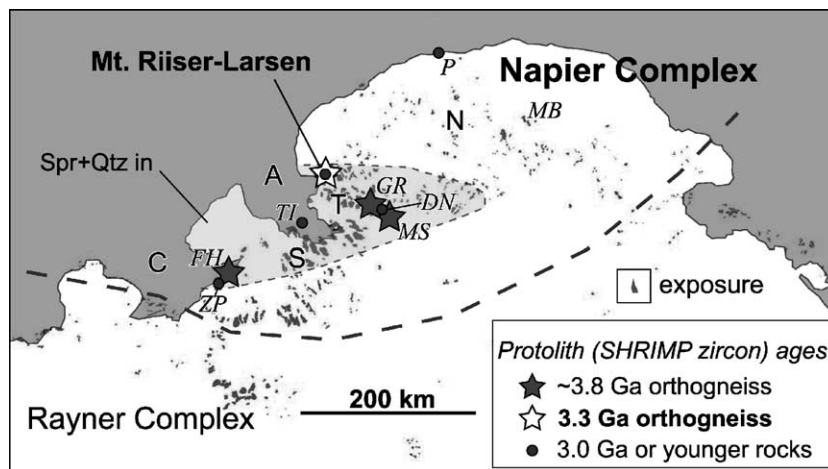 Mt. Riiser-Larsen
P
Napier Complex
MB
N
Spr+Qtz in
A
GR
T
DN
TI
MS
FH
S
C
ZP
exposure
Protolith (SHRIMP zircon) ages
~3.8 Ga orthogneiss
3.3 Ga orthogneiss
3.0 Ga or younger rocks
200 km
Rayner Complex